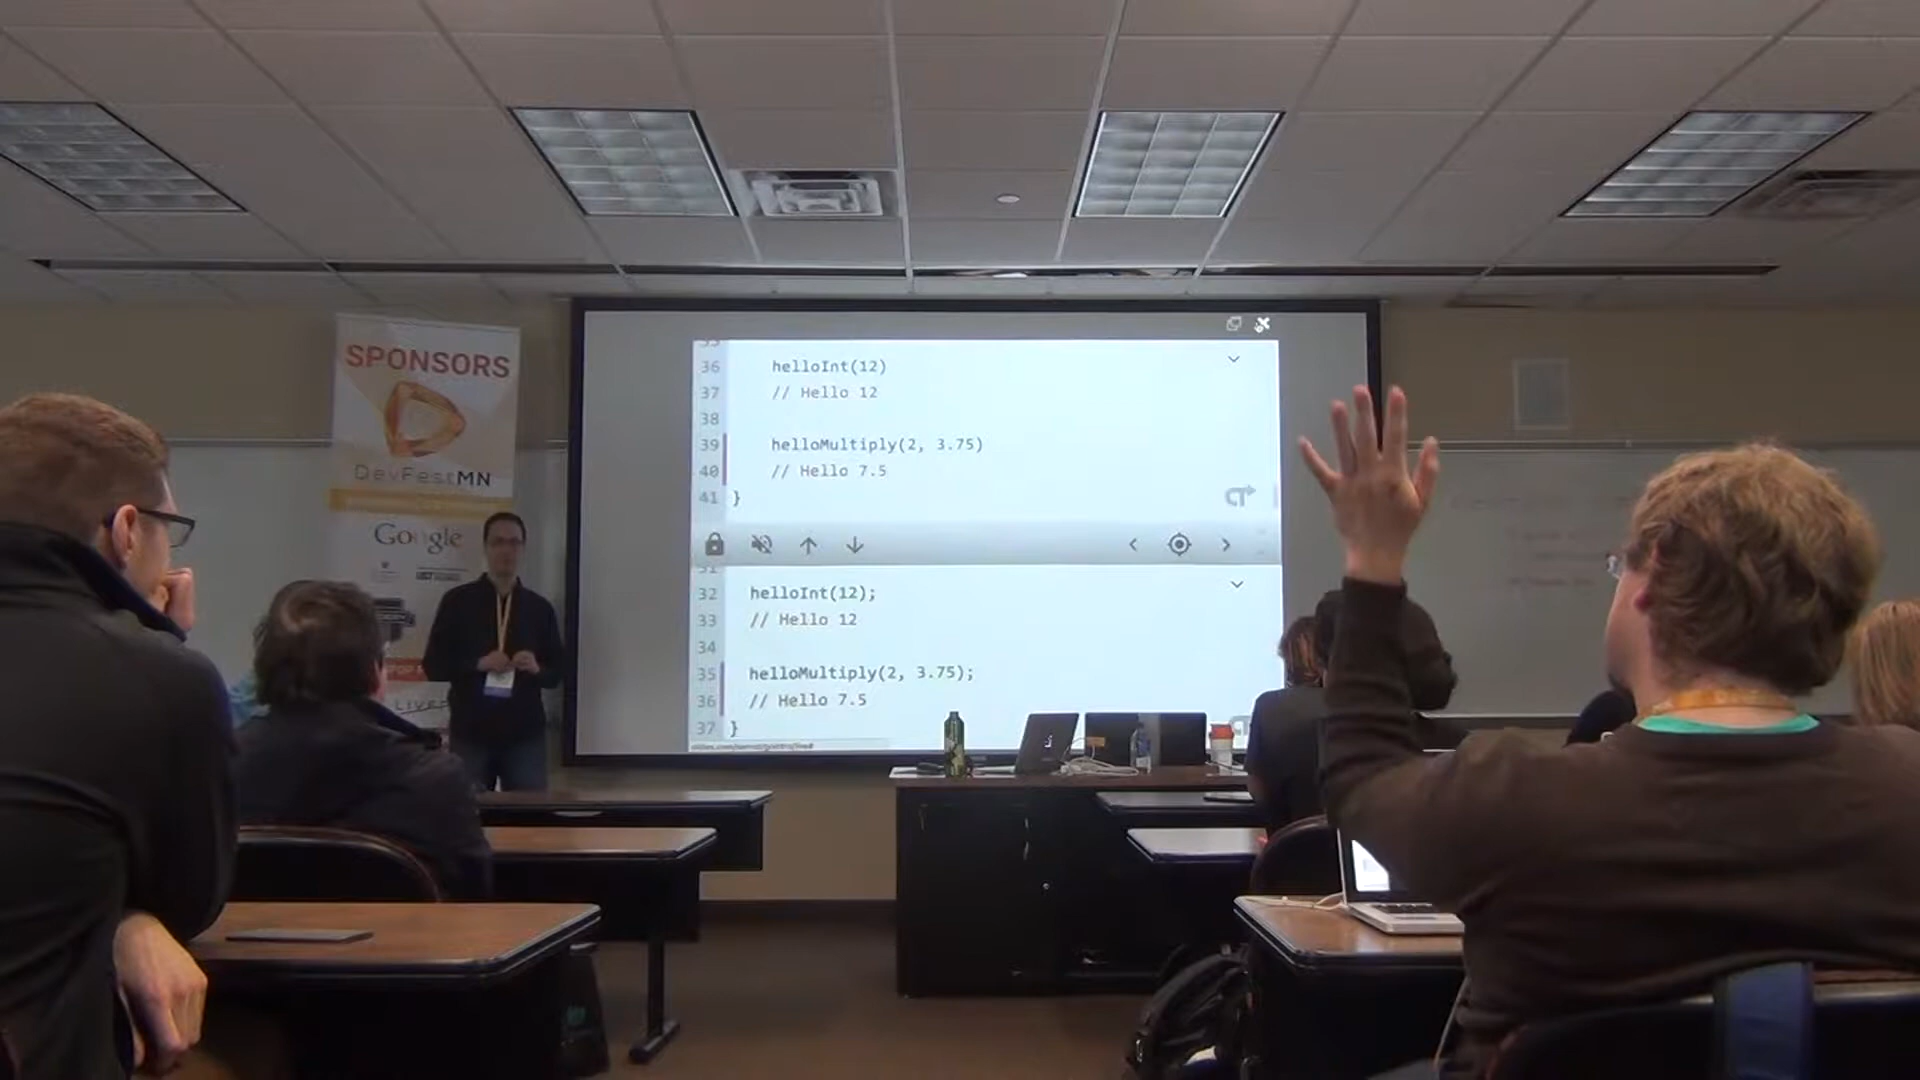 SPONSORS
DevFestMN
Google
36 helloInt(12)
37 // Hello 12
38
39 helloMultiply(2, 3.75)
40 // Hello 7.5
41 }
32 helloInt(12);
33 // Hello 12
34
35 helloMultiply(2, 3.75);
36 // Hello 7.5
37 }